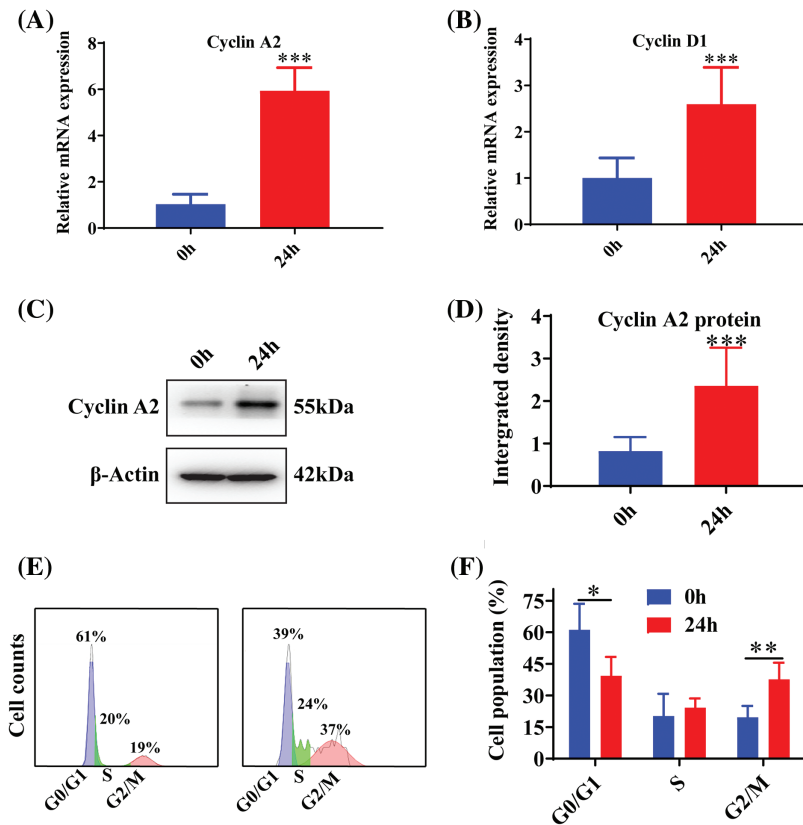 (A)
Cyclin A2
Relative mRNA expression
8
6
4
2
0
***
0h
24h
(B)
Cyclin D1
Relative mRNA expression
4
3
2
1
0
***
0h
24h
(C)
0h
24h
Cyclin A2
55kDa
β-Actin
42kDa
(D)
Cyclin A2 protein
Intergrated density
4
3
2
1
0
***
0h
24h
(E)
Cell counts
61%
20%
19%
G0/G1
S
G2/M
39%
24%
37%
G0/G1
S
G2/M
(F)
Cell population (%)
75
60
45
30
15
0
*
0h
24h
**
G0/G1
S
G2/M